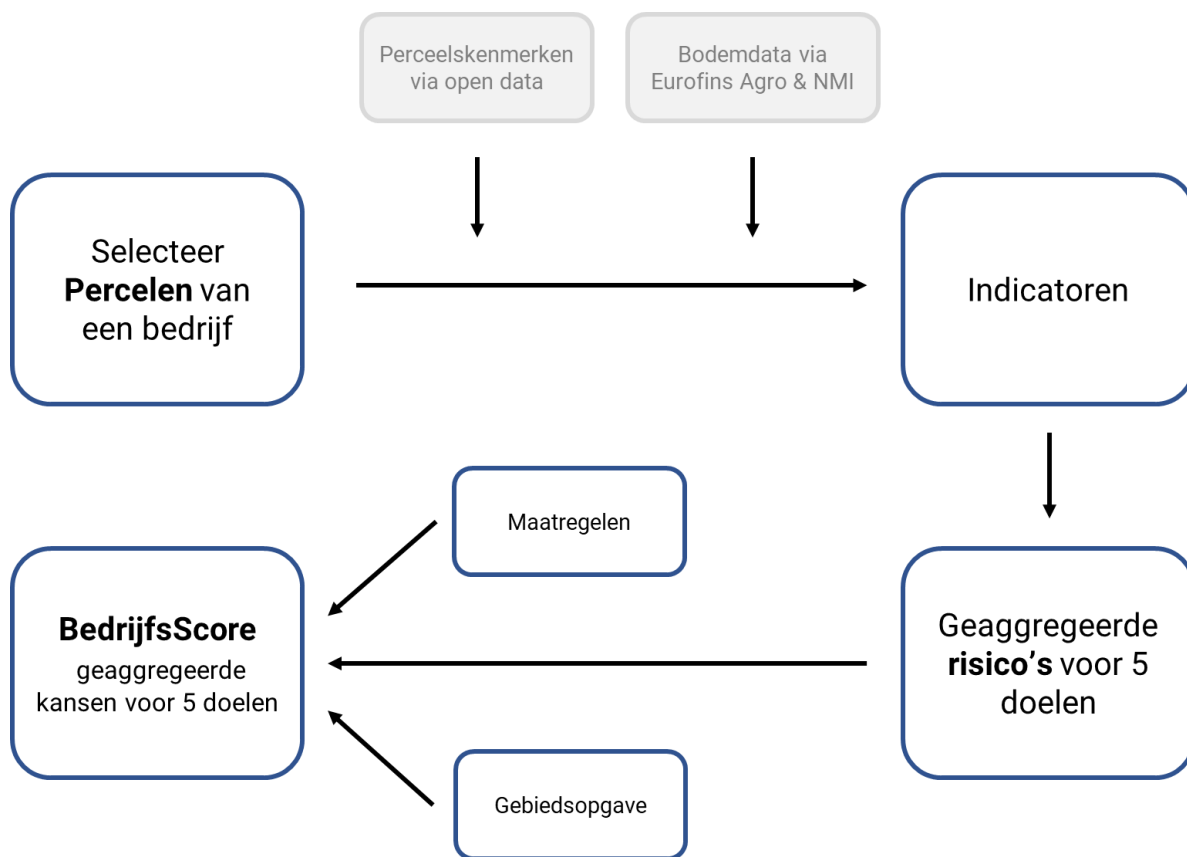 Perceelskenmerken
via open data
Bodemdata via
Eurofins Agro & NMI
Selecteer
Percelen van
een bedrijf
Indicatoren
Maatregelen
BedrijfsScore
geaggregeerde
kansen voor 5 doelen
Geaggregeerde
risico’s voor 5
doelen
Gebiedsopgave